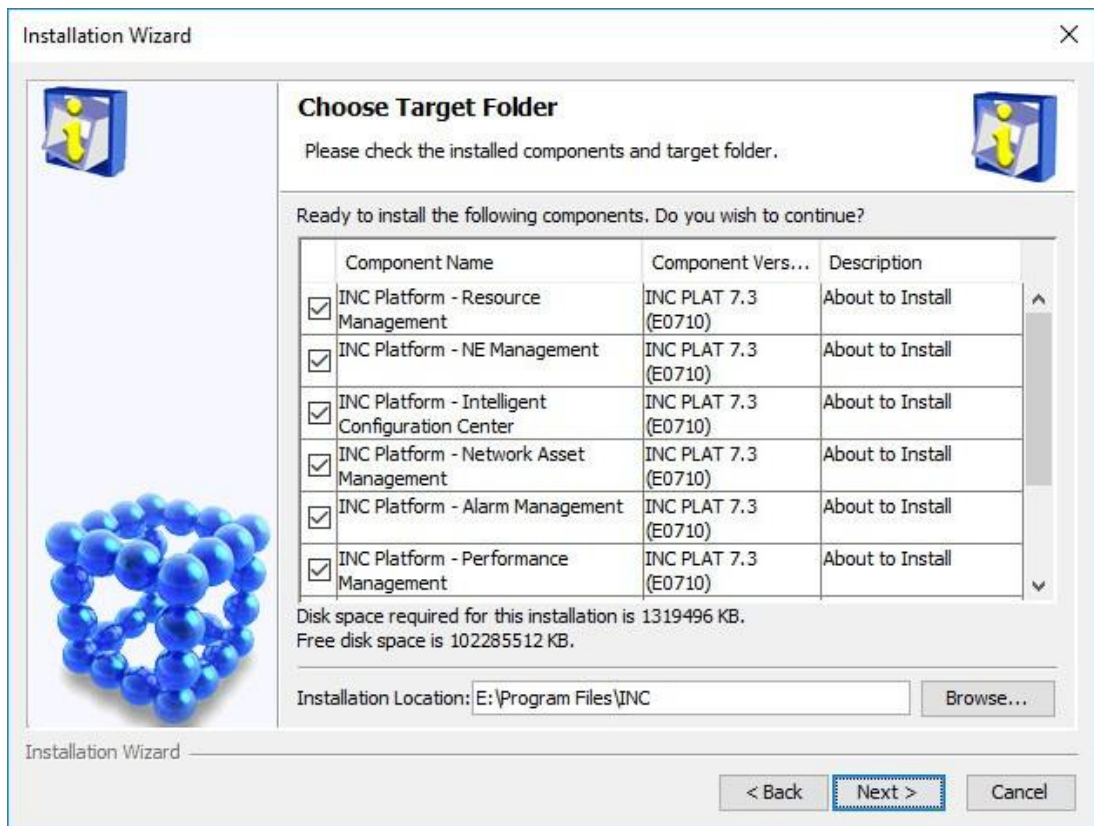 Installation Wizard
Choose Target Folder
Please check the installed components and target folder.
Ready to install the following components. Do you wish to continue?
Component Name Component Vers... Description
INC Platform - Resource Management INC PLAT 7.3 (E0710) About to Install
INC Platform - NE Management INC PLAT 7.3 (E0710) About to Install
INC Platform - Intelligent Configuration Center INC PLAT 7.3 (E0710) About to Install
INC Platform - Network Asset Management INC PLAT 7.3 (E0710) About to Install
INC Platform - Alarm Management INC PLAT 7.3 (E0710) About to Install
INC Platform - Performance Management INC PLAT 7.3 (E0710) About to Install
Disk space required for this installation is 1319496 KB.
Free disk space is 102285512 KB.
Installation Location: E:\Program Files\INC Browse...
Installation Wizard
< Back Next > Cancel